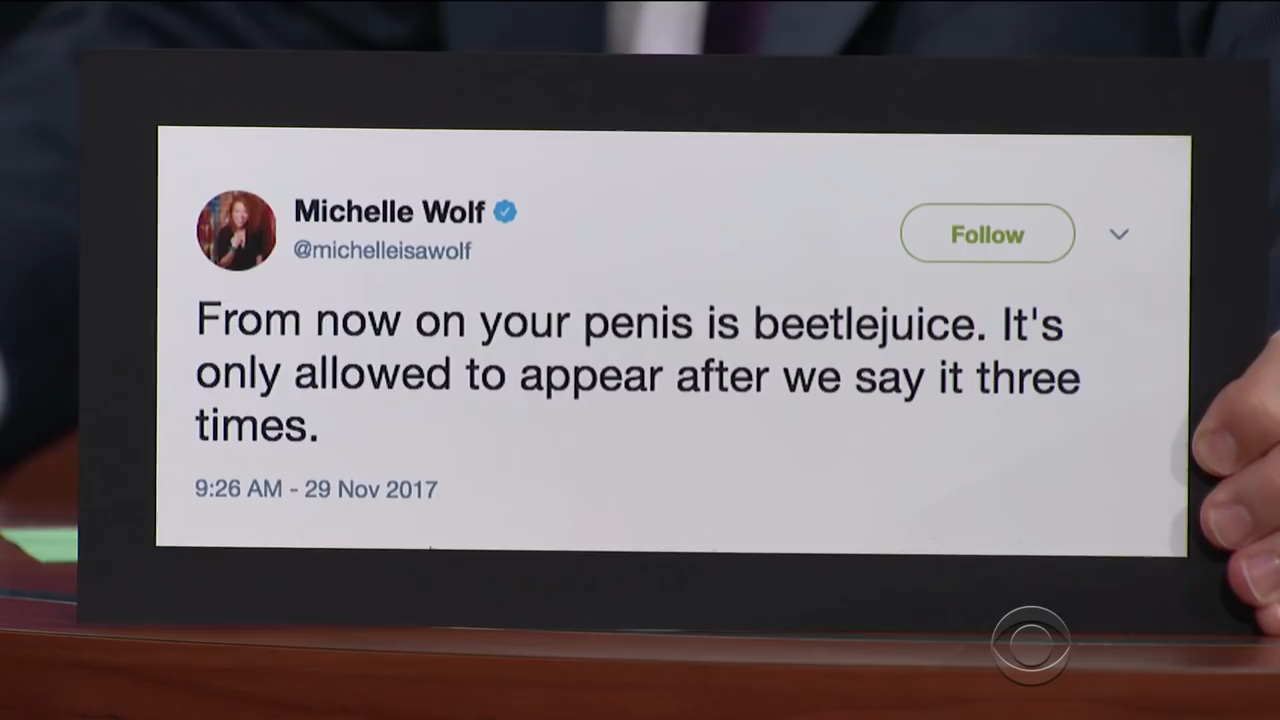 Michelle Wolf
@michelleisawolf
Follow
From now on your penis is beetlejuice. It's
only allowed to appear after we say it three
times.
9:26 AM - 29 Nov 2017